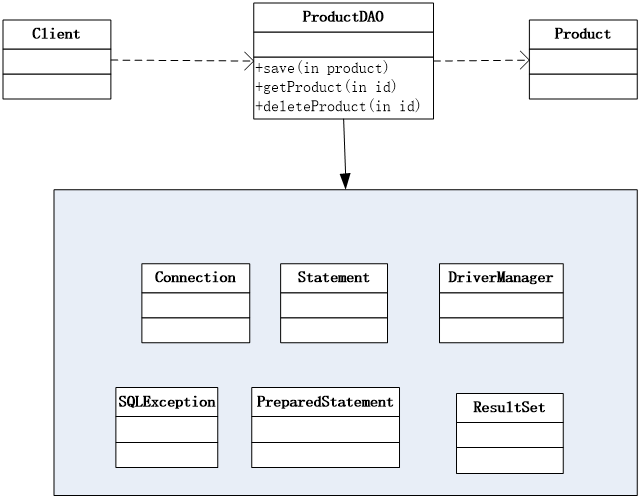 Client
ProductDAO
+save(in product)
+getProduct(in id)
+deleteProduct(in id)
Product
Connection
Statement
DriverManager
SQLException
PreparedStatement
ResultSet